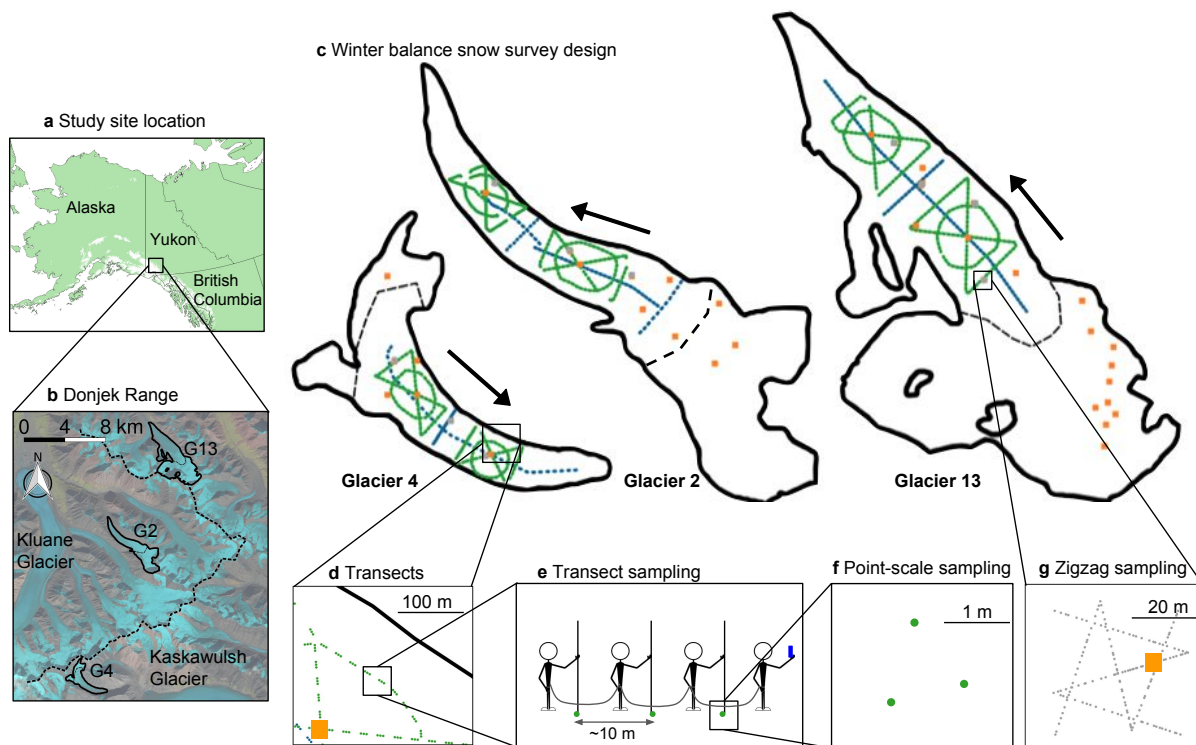 c Winter balance snow survey design
a Study site location
Alaska
Yukon
British
Columbia
b Donjek Range
0 4 8 km
N
G13
G2
Kluane
Glacier
G4
Kaskawulsh
Glacier
Glacier 4
Glacier 2
Glacier 13
d Transects
100 m
e Transect sampling
~10 m
f Point-scale sampling
1 m
g Zigzag sampling
20 m